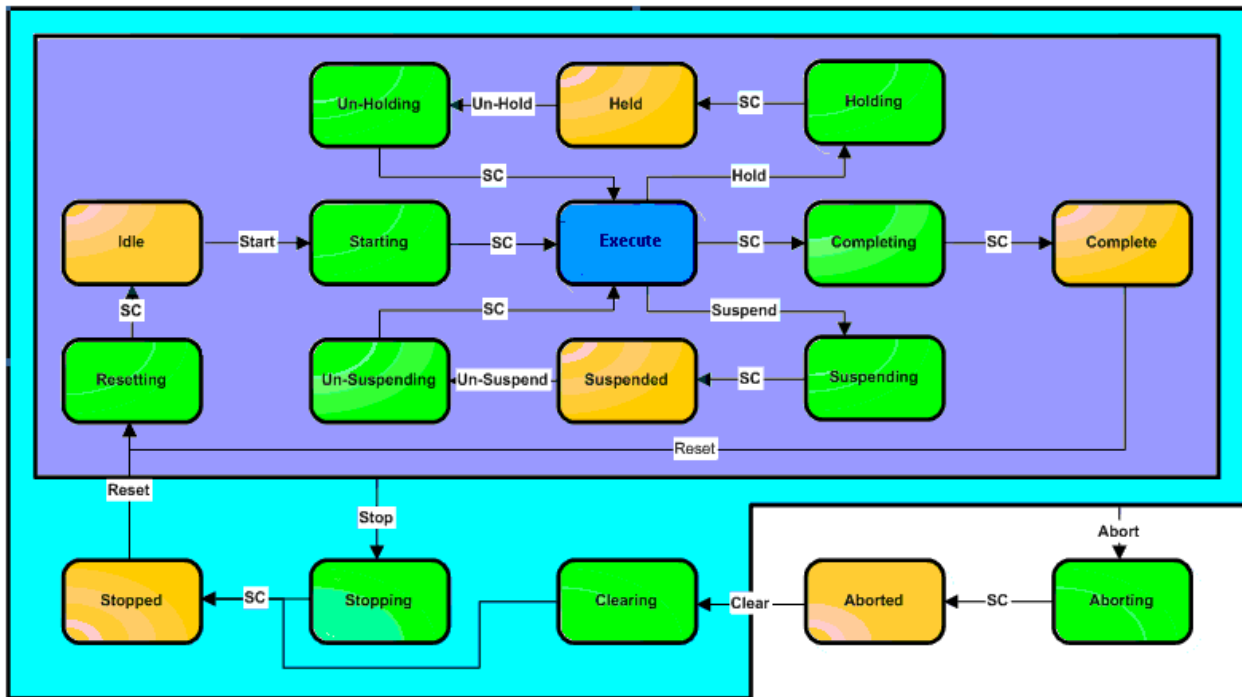 Un-Holding
Un-Hold
Held
SC
Holding
SC
Hold
Idle
Start
Starting
SC
Execute
SC
Completing
SC
Complete
SC
SC
Suspend
Resetting
Un-Suspending
Un-Suspend
Suspended
SC
Suspending
Reset
Reset
Stop
Abort
Stopped
SC
Stopping
Clearing
Clear
Aborted
SC
Aborting